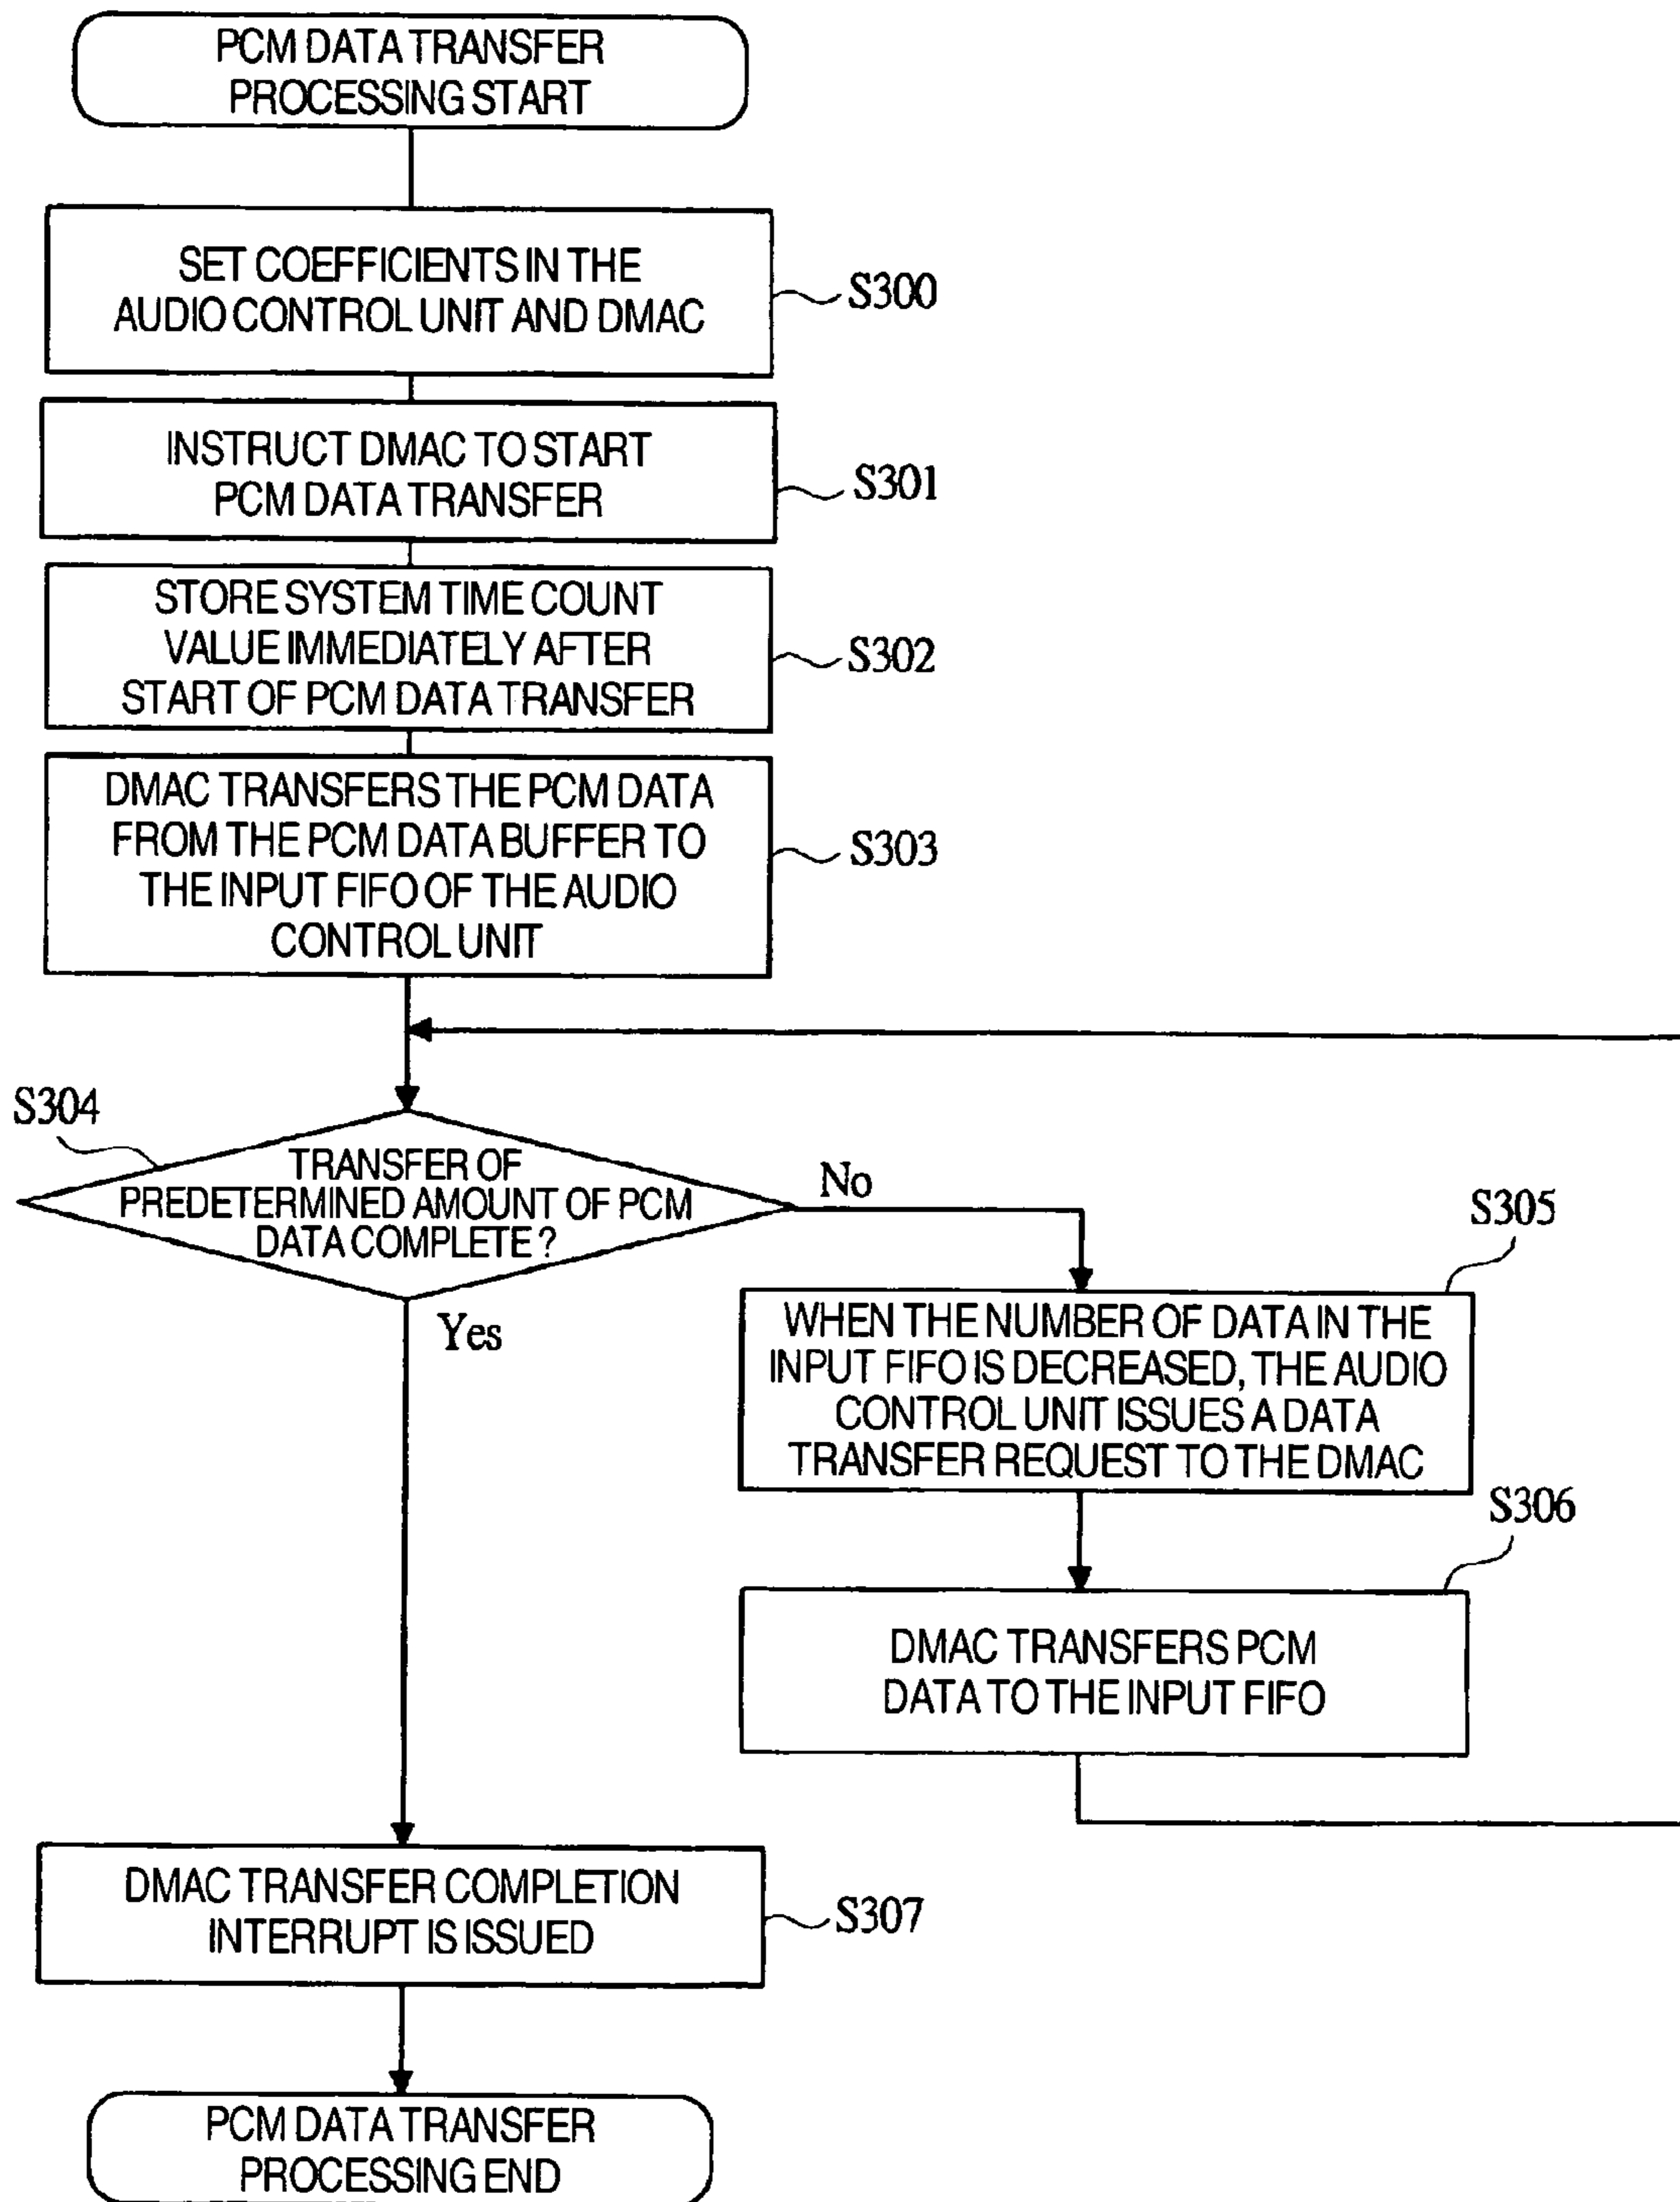 PCM DATA TRANSFER
PROCESSING START
SET COEFFICIENTS IN THE
AUDIO CONTROL UNIT AND DMAC
S300
INSTRUCT DMAC TO START
PCM DATA TRANSFER
S301
STORE SYSTEM TIME COUNT
VALUE IMMEDIATELY AFTER
START OF PCM DATA TRANSFER
S302
DMAC TRANSFERS THE PCM DATA
FROM THE PCM DATA BUFFER TO
THE INPUT FIFO OF THE AUDIO
CONTROL UNIT
S303
S304
TRANSFER OF
PREDETERMINED AMOUNT OF PCM
DATA COMPLETE ?
No
Yes
S305
WHEN THE NUMBER OF DATA IN THE
INPUT FIFO IS DECREASED, THE AUDIO
CONTROL UNIT ISSUES A DATA
TRANSFER REQUEST TO THE DMAC
S306
DMAC TRANSFERS PCM
DATA TO THE INPUT FIFO
DMAC TRANSFER COMPLETION
INTERRUPT IS ISSUED
S307
PCM DATA TRANSFER
PROCESSING END